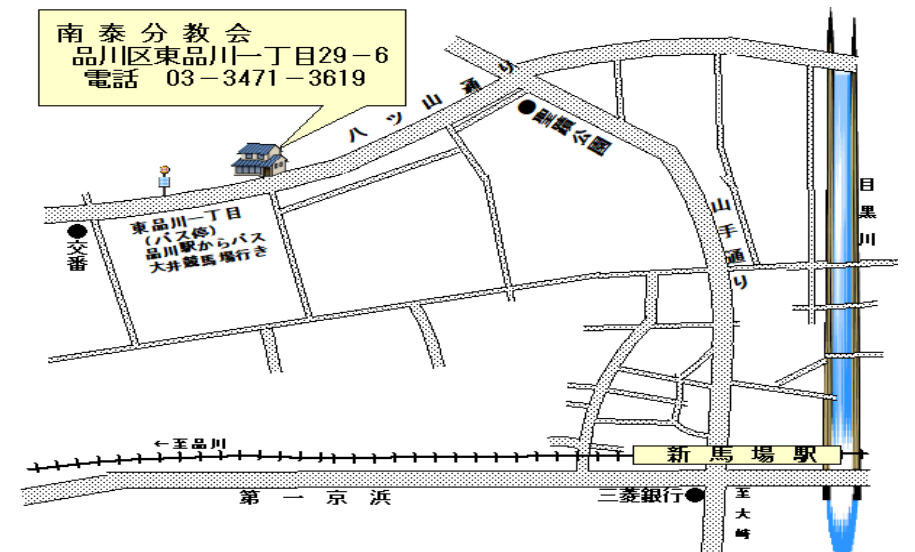 南泰分教会
品川区東品川一丁目29－6
電話　03－3471－3619
八ツ山通り
聖蹟公園
目黒川
山手通り
東品川一丁目
(バス停)
品川駅からバス
大井競馬場行き
交番
←至品川
新馬場駅
第一京浜
三菱銀行
至大崎